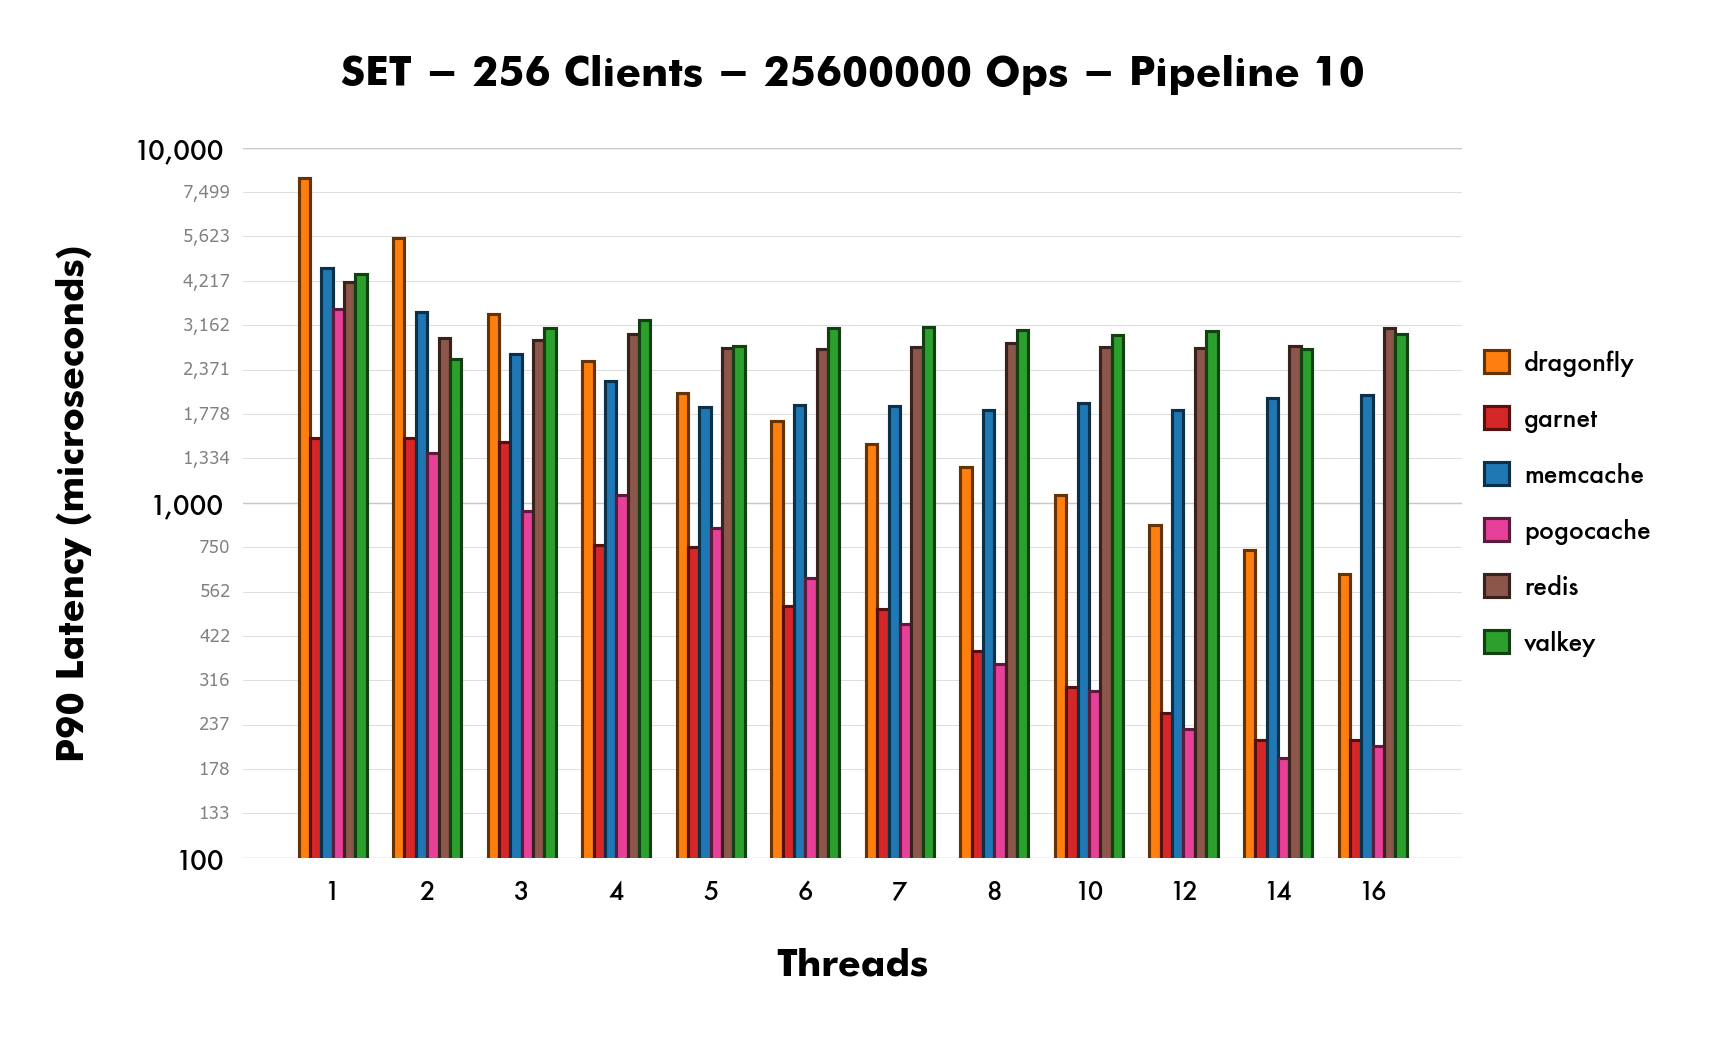 SET – 256 Clients – 25600000 Ops – Pipeline 10
P90 Latency (microseconds)
10,000
7,499
5,623
4,217
3,162
2,371
1,778
1,334
1,000
750
562
422
316
237
178
133
100
1 2 3 4 5 6 7 8 10 12 14 16
Threads
dragonfly
garnet
memcache
pogocache
redis
valkey